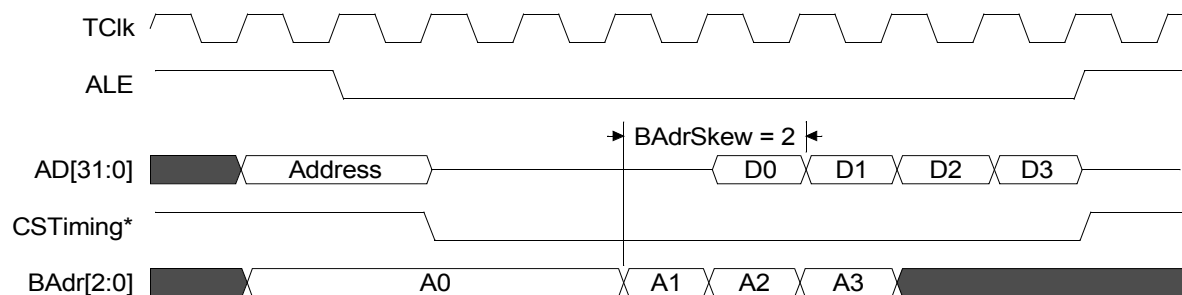 TClk
ALE
BAdrSkew = 2
AD[31:0] Address D0 D1 D2 D3
CSTiming*
BAdr[2:0] A0 A1 A2 A3